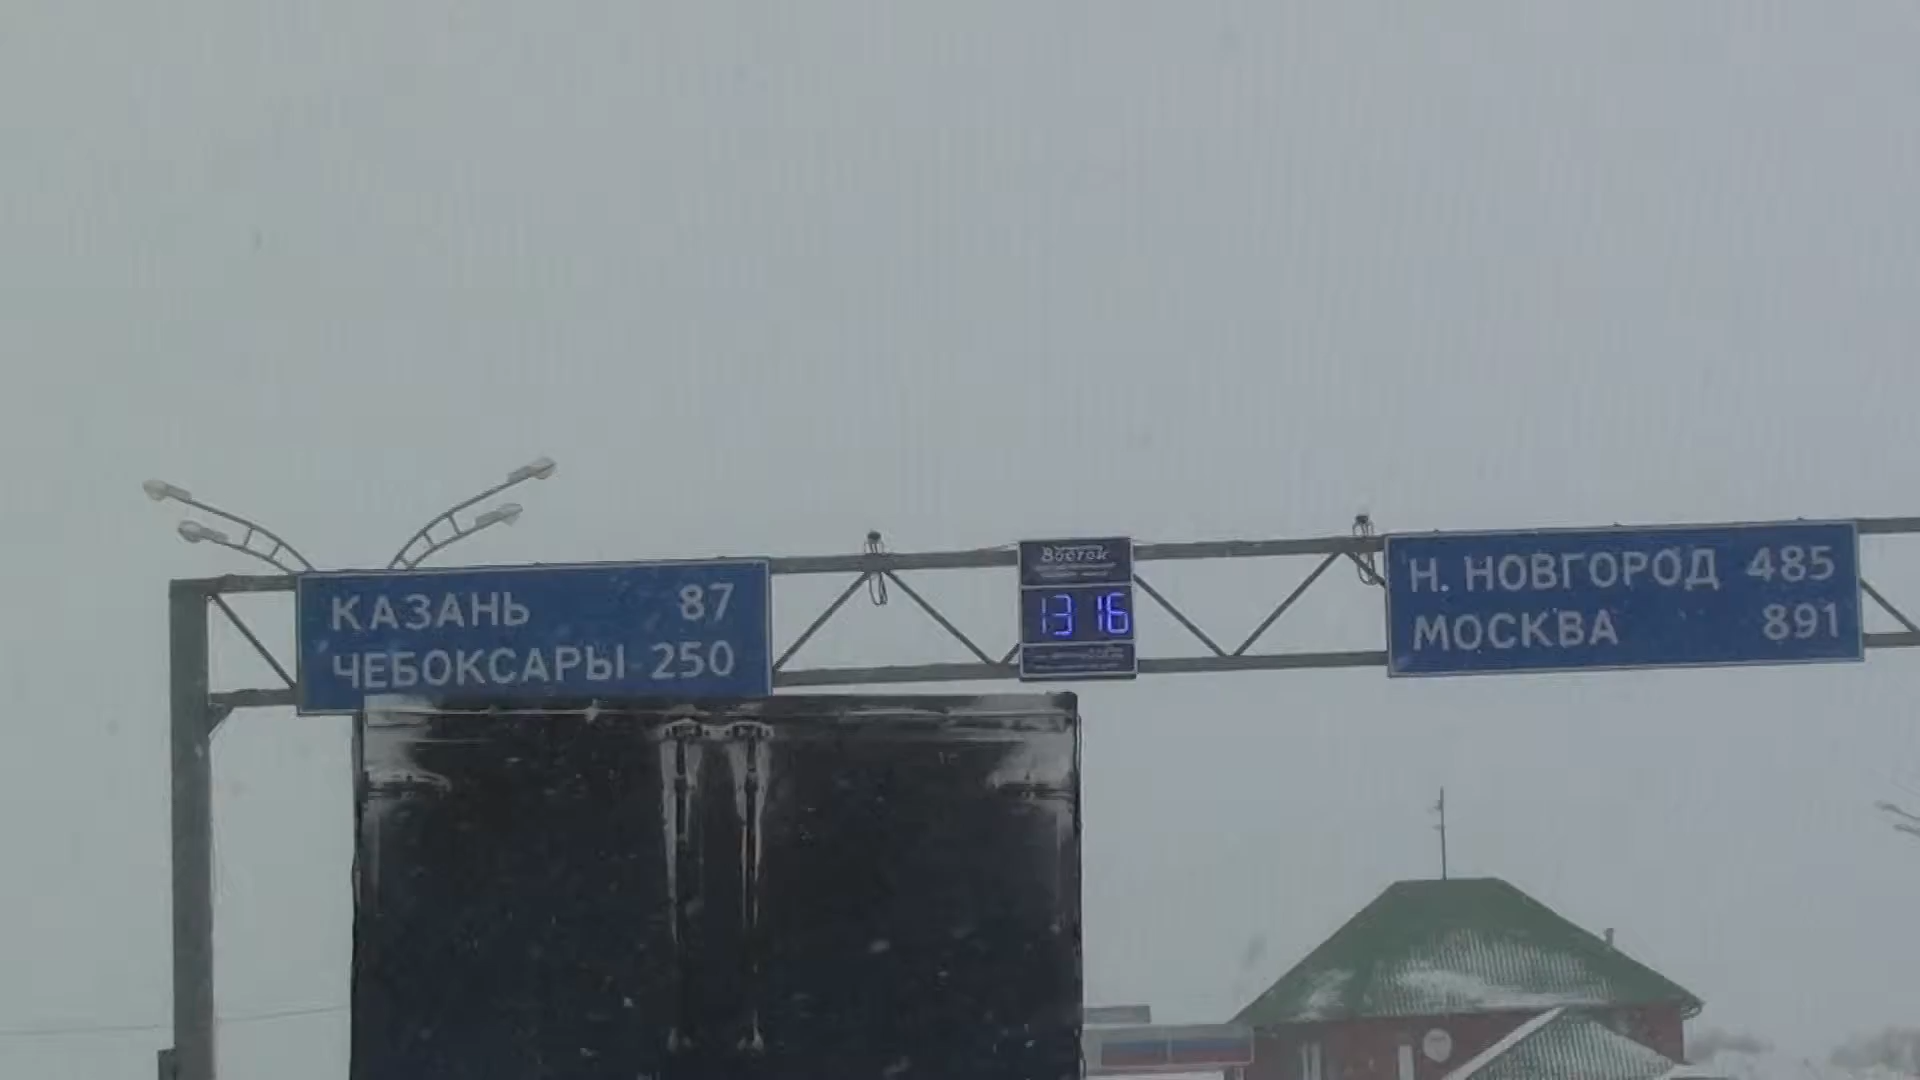 КАЗАНЬ 87
ЧЕБОКСАРЫ 250
Восток
13 16
Н. НОВГОРОД 485
МОСКВА 891